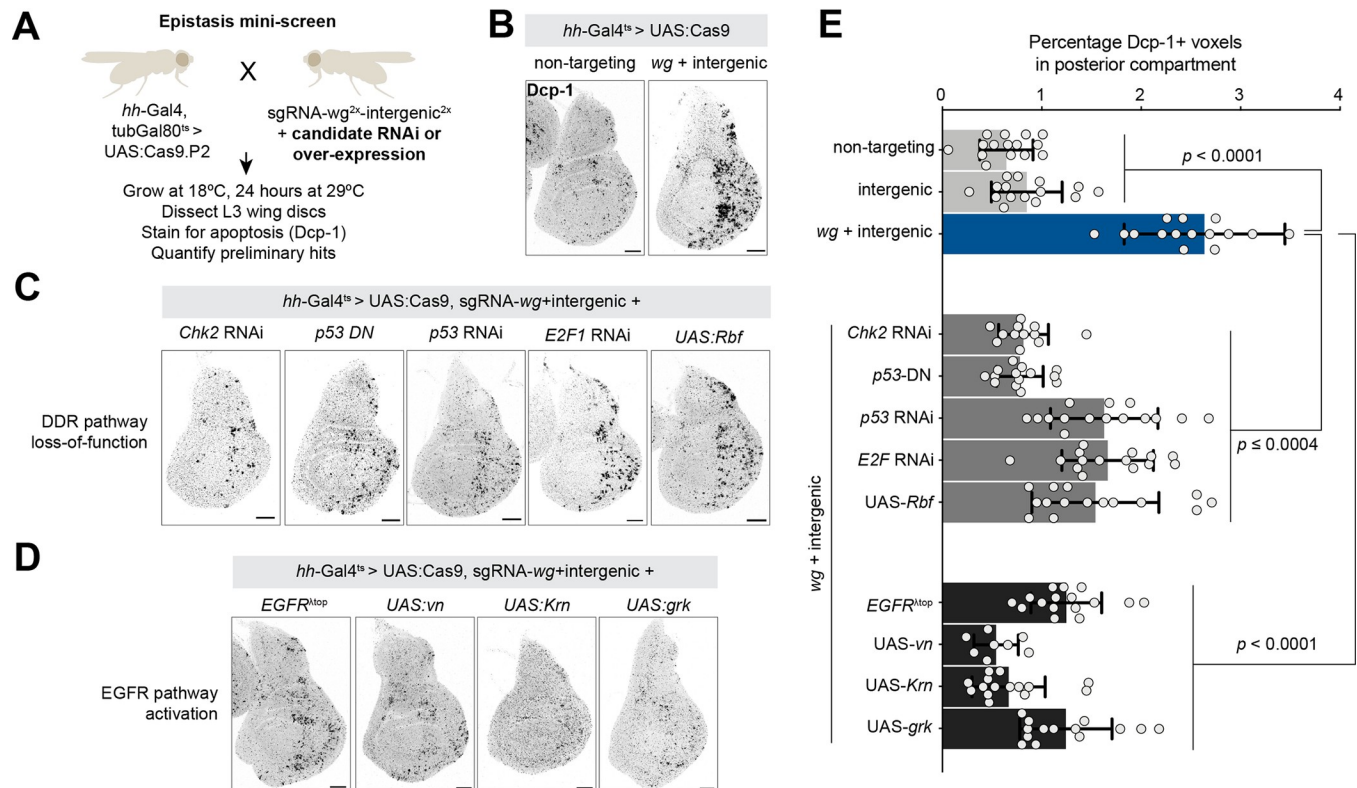 A
Epistasis mini-screen
X
hh-Gal4,
tubGal80ts >
UAS:Cas9.P2
sgRNA-wg2x-intergenic2x
+ candidate RNAi or
over-expression
Grow at 18ºC, 24 hours at 29ºC
Dissect L3 wing discs
Stain for apoptosis (Dcp-1)
Quantify preliminary hits
B
hh-Gal4ts > UAS:Cas9
non-targeting
wg + intergenic
Dcp-1
C
hh-Gal4ts > UAS:Cas9, sgRNA-wg+intergenic +
Chk2 RNAi
p53 DN
p53 RNAi
E2F1 RNAi
UAS:Rbf
DDR pathway
loss-of-function
D
hh-Gal4ts > UAS:Cas9, sgRNA-wg+intergenic +
EGFRλtop
UAS:vn
UAS:Krn
UAS:grk
EGFR pathway
activation
E
Percentage Dcp-1+ voxels
in posterior compartment
0 1 2 3 4
non-targeting
intergenic
wg + intergenic
p < 0.0001
wg + intergenic
Chk2 RNAi
p53-DN
p53 RNAi
E2F RNAi
UAS-Rbf
p ≤ 0.0004
EGFRλtop
UAS-vn
UAS-Krn
UAS-grk
p < 0.0001